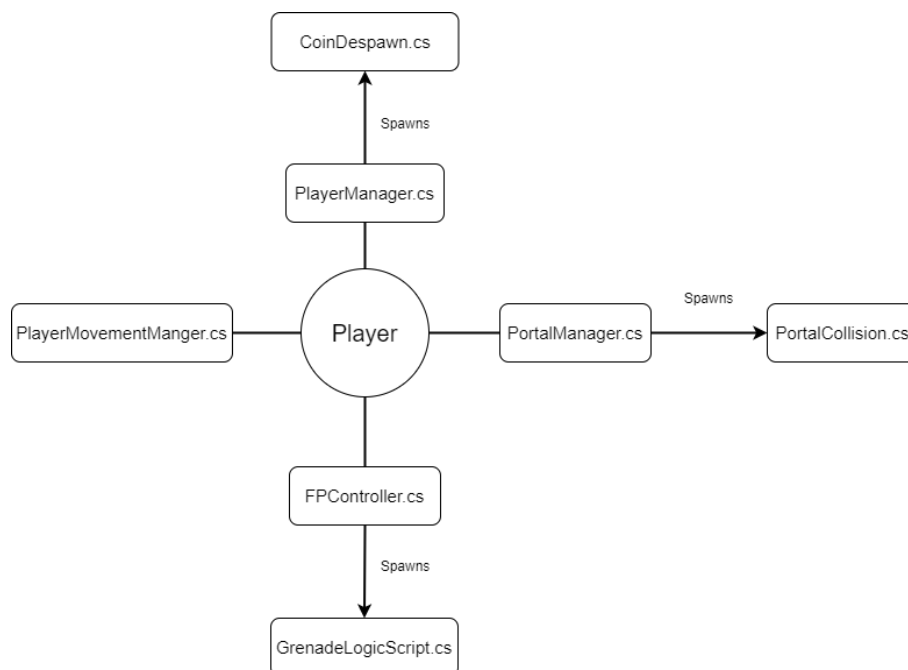 CoinDespawn.cs
Spawns
PlayerManager.cs
PlayerMovementManger.cs
Player
PortalManager.cs
Spawns
PortalCollision.cs
FPController.cs
Spawns
GrenadeLogicScript.cs